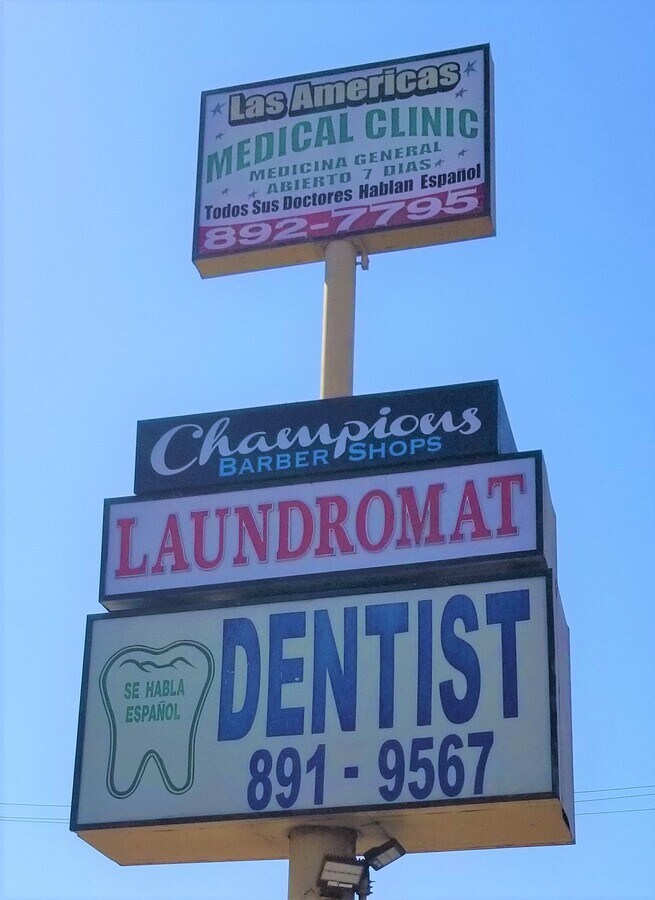 Las Americas
MEDICAL CLINIC
MEDICINA GENERAL
ABIERTO 7 DIAS
Todos Sus Doctores Hablan Español
892-7795
Champions
BARBER SHOPS
LAUNDROMAT
SE HABLA
ESPAÑOL
DENTIST
891-9567